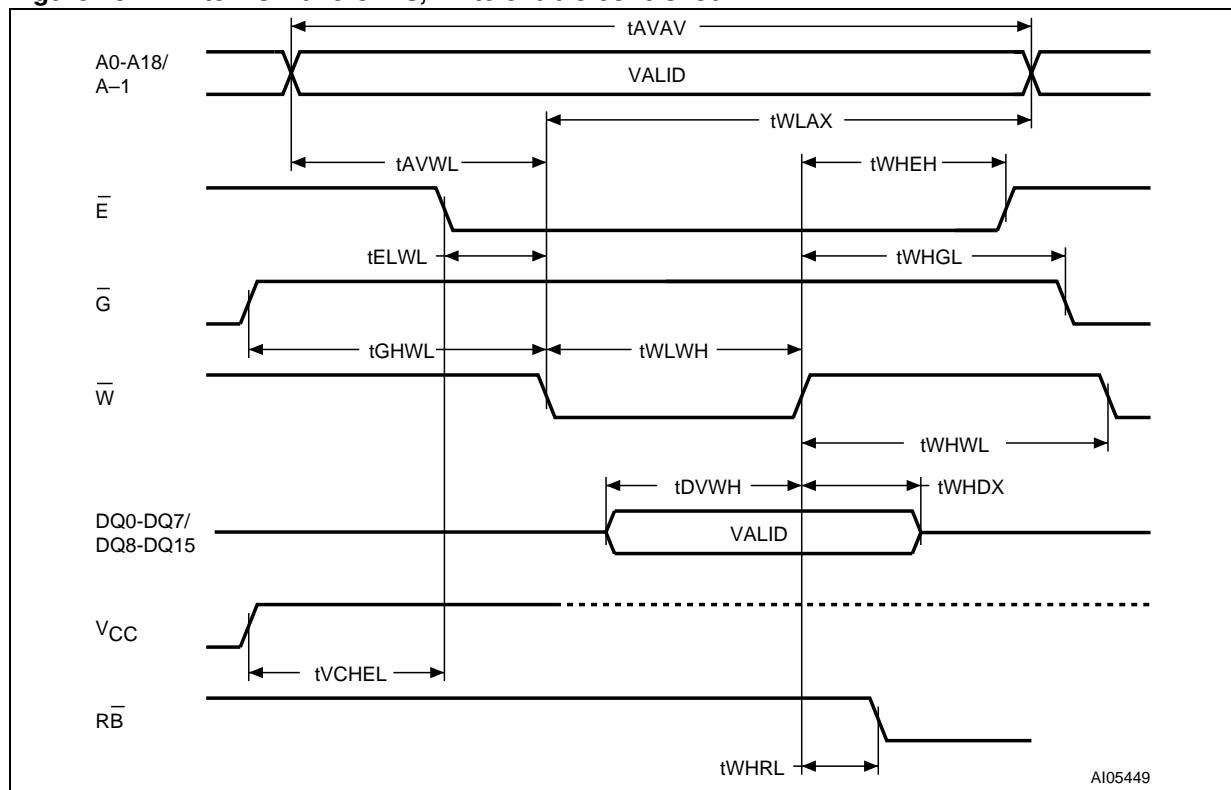 tAVAV
A0-A18/
A–1
VALID
tWLAX
tAVWL
tWHEH
E̅
tELWL
tWHGL
G̅
tGHWL
tWLWH
W̅
tWHWL
tDVWH
tWHDX
DQ0-DQ7/
DQ8-DQ15
VALID
VCC
tVCHEL
RB̅
tWHRL
AI05449